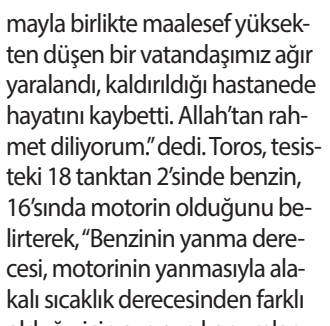 mayla birlikte maalesef yüksek-
ten düşen bir vatandaşımız ağır
yaralandı, kaldırıldığı hastanede
hayatını kaybetti. Allah’tan rah-
met diliyorum.” dedi. Toros, tesis-
teki 18 tanktan 2’sinde benzin,
16’sında motorin olduğunu be-
lirterek, “Benzinin yanma dere-
cesi, motorinin yanmasıyla ala-
kalı sıcaklık derecesinden farklı